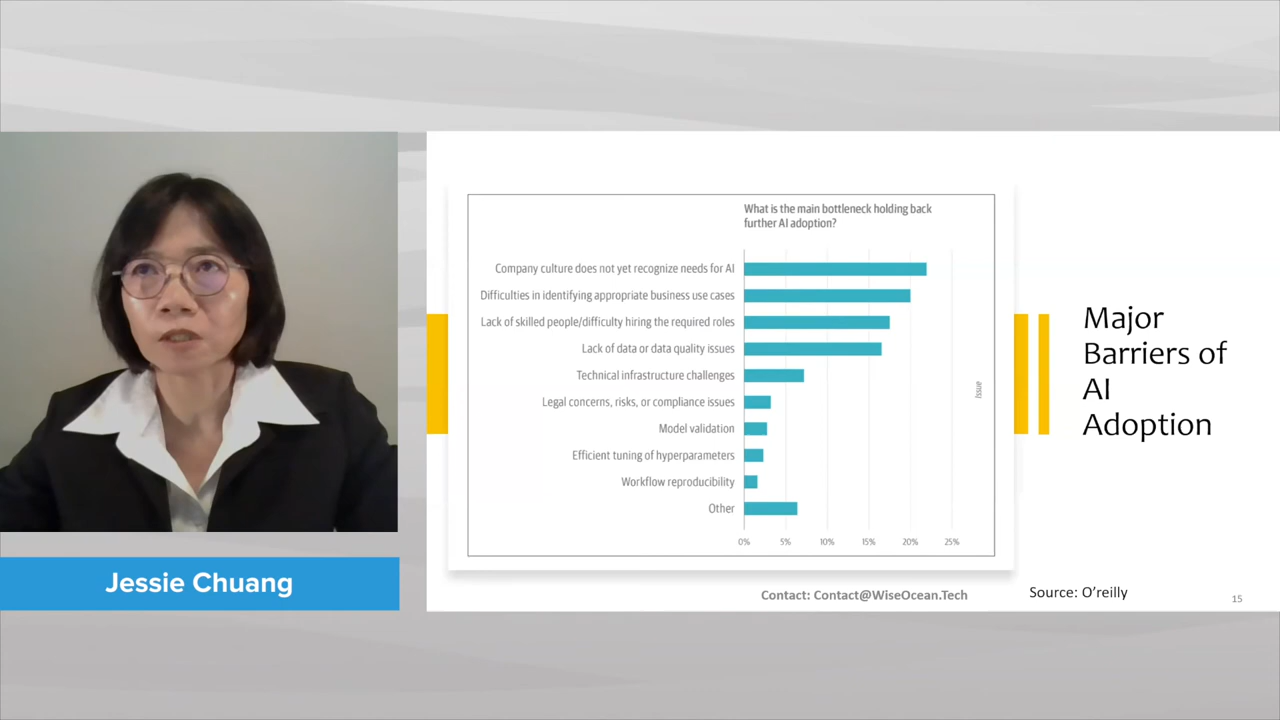 Jessie Chuang
What is the main bottleneck holding back
further AI adoption?
Company culture does not yet recognize needs for AI
Difficulties in identifying appropriate business use cases
Lack of skilled people/difficulty hiring the required roles
Lack of data or data quality issues
Technical infrastructure challenges
Legal concerns, risks, or compliance issues
Model validation
Efficient tuning of hyperparameters
Workflow reproducibility
Other
0% 5% 10% 15% 20% 25%
Issue
Major
Barriers of
AI
Adoption
Contact: Contact@WiseOcean.Tech
Source: O’reilly
15